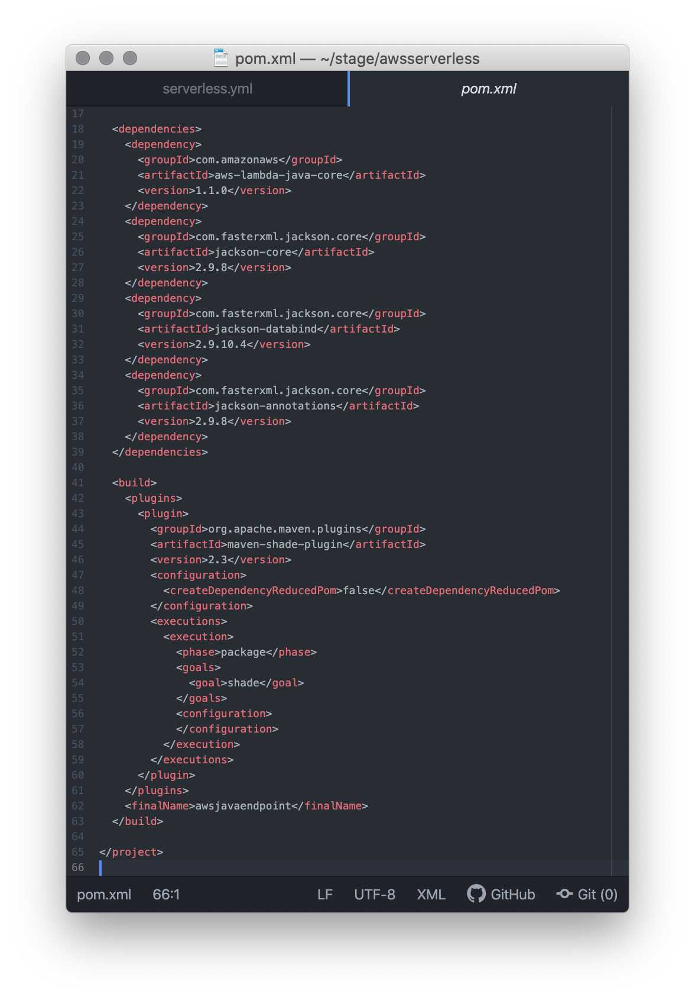 pom.xml — ~/stage/awsserverless
serverless.yml
pom.xml
17
18   <dependencies>
19     <dependency>
20       <groupId>com.amazonaws</groupId>
21       <artifactId>aws-lambda-java-core</artifactId>
22       <version>1.1.0</version>
23     </dependency>
24     <dependency>
25       <groupId>com.fasterxml.jackson.core</groupId>
26       <artifactId>jackson-core</artifactId>
27       <version>2.9.8</version>
28     </dependency>
29     <dependency>
30       <groupId>com.fasterxml.jackson.core</groupId>
31       <artifactId>jackson-databind</artifactId>
32       <version>2.9.10.4</version>
33     </dependency>
34     <dependency>
35       <groupId>com.fasterxml.jackson.core</groupId>
36       <artifactId>jackson-annotations</artifactId>
37       <version>2.9.8</version>
38     </dependency>
39   </dependencies>
40
41   <build>
42     <plugins>
43       <plugin>
44         <groupId>org.apache.maven.plugins</groupId>
45         <artifactId>maven-shade-plugin</artifactId>
46         <version>2.3</version>
47         <configuration>
48           <createDependencyReducedPom>false</createDependencyReducedPom>
49         </configuration>
50         <executions>
51           <execution>
52             <phase>package</phase>
53             <goals>
54               <goal>shade</goal>
55             </goals>
56             <configuration>
57             </configuration>
58           </execution>
59         </executions>
60       </plugin>
61     </plugins>
62     <finalName>awsjavaendpoint</finalName>
63   </build>
64
65 </project>
66
pom.xml 66:1 LF UTF-8 XML GitHub Git (0)